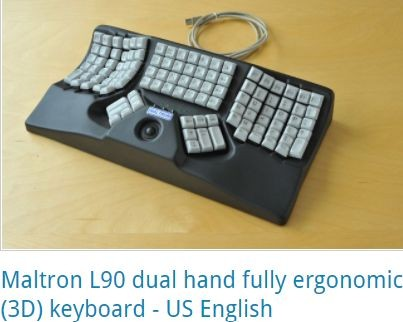 Maltron L90 dual hand fully ergonomic
(3D) keyboard - US English